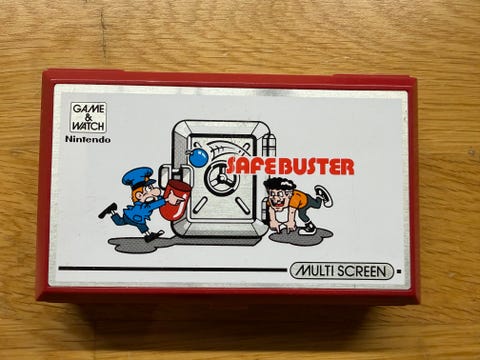 GAME
&
WATCH
Nintendo
SAFEBUSTER
MULTI SCREEN